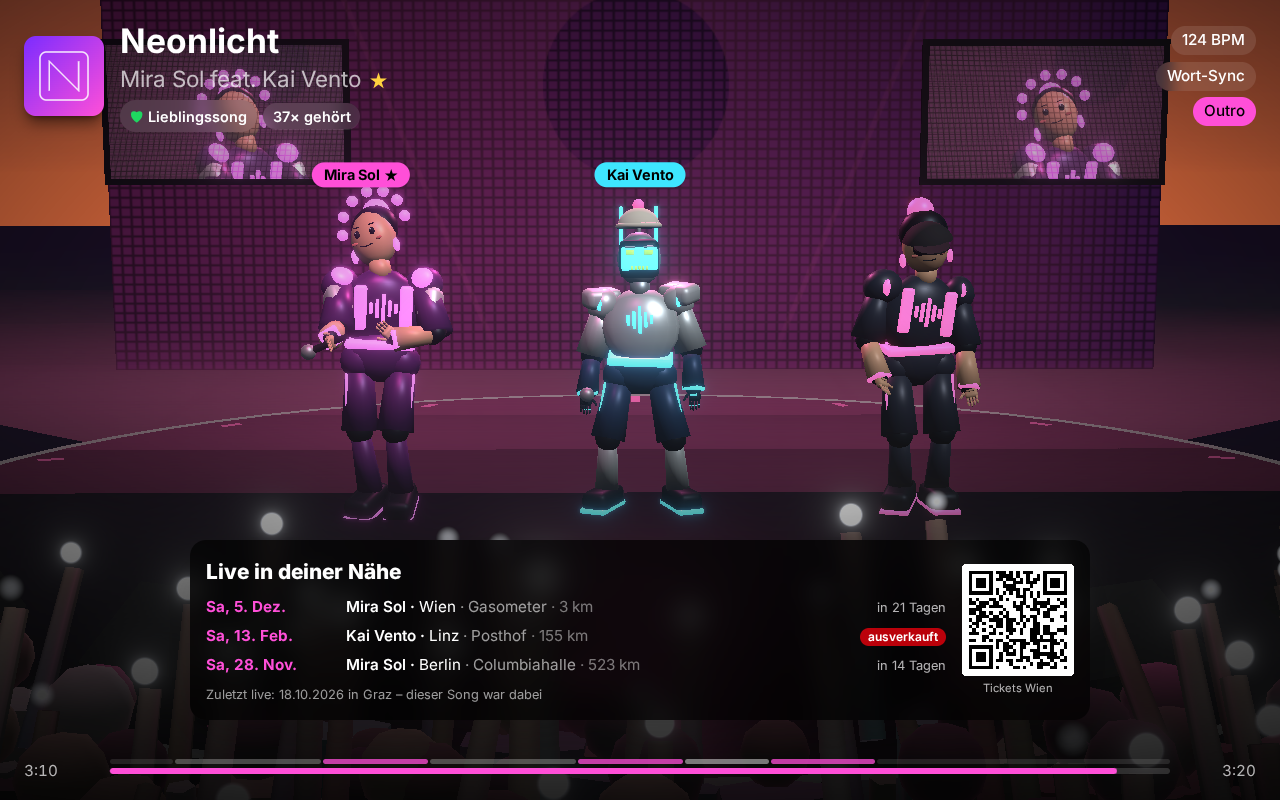 Neonlicht
Mira Sol feat. Kai Vento ★
Lieblingssong
37× gehört
124 BPM
Wort-Sync
Outro
Mira Sol ★
Kai Vento
Live in deiner Nähe
Sa, 5. Dez. Mira Sol · Wien · Gasometer · 3 km in 21 Tagen
Sa, 13. Feb. Kai Vento · Linz · Posthof · 155 km ausverkauft
Sa, 28. Nov. Mira Sol · Berlin · Columbiahalle · 523 km in 14 Tagen
Zuletzt live: 18.10.2026 in Graz – dieser Song war dabei
Tickets Wien
3:10
3:20